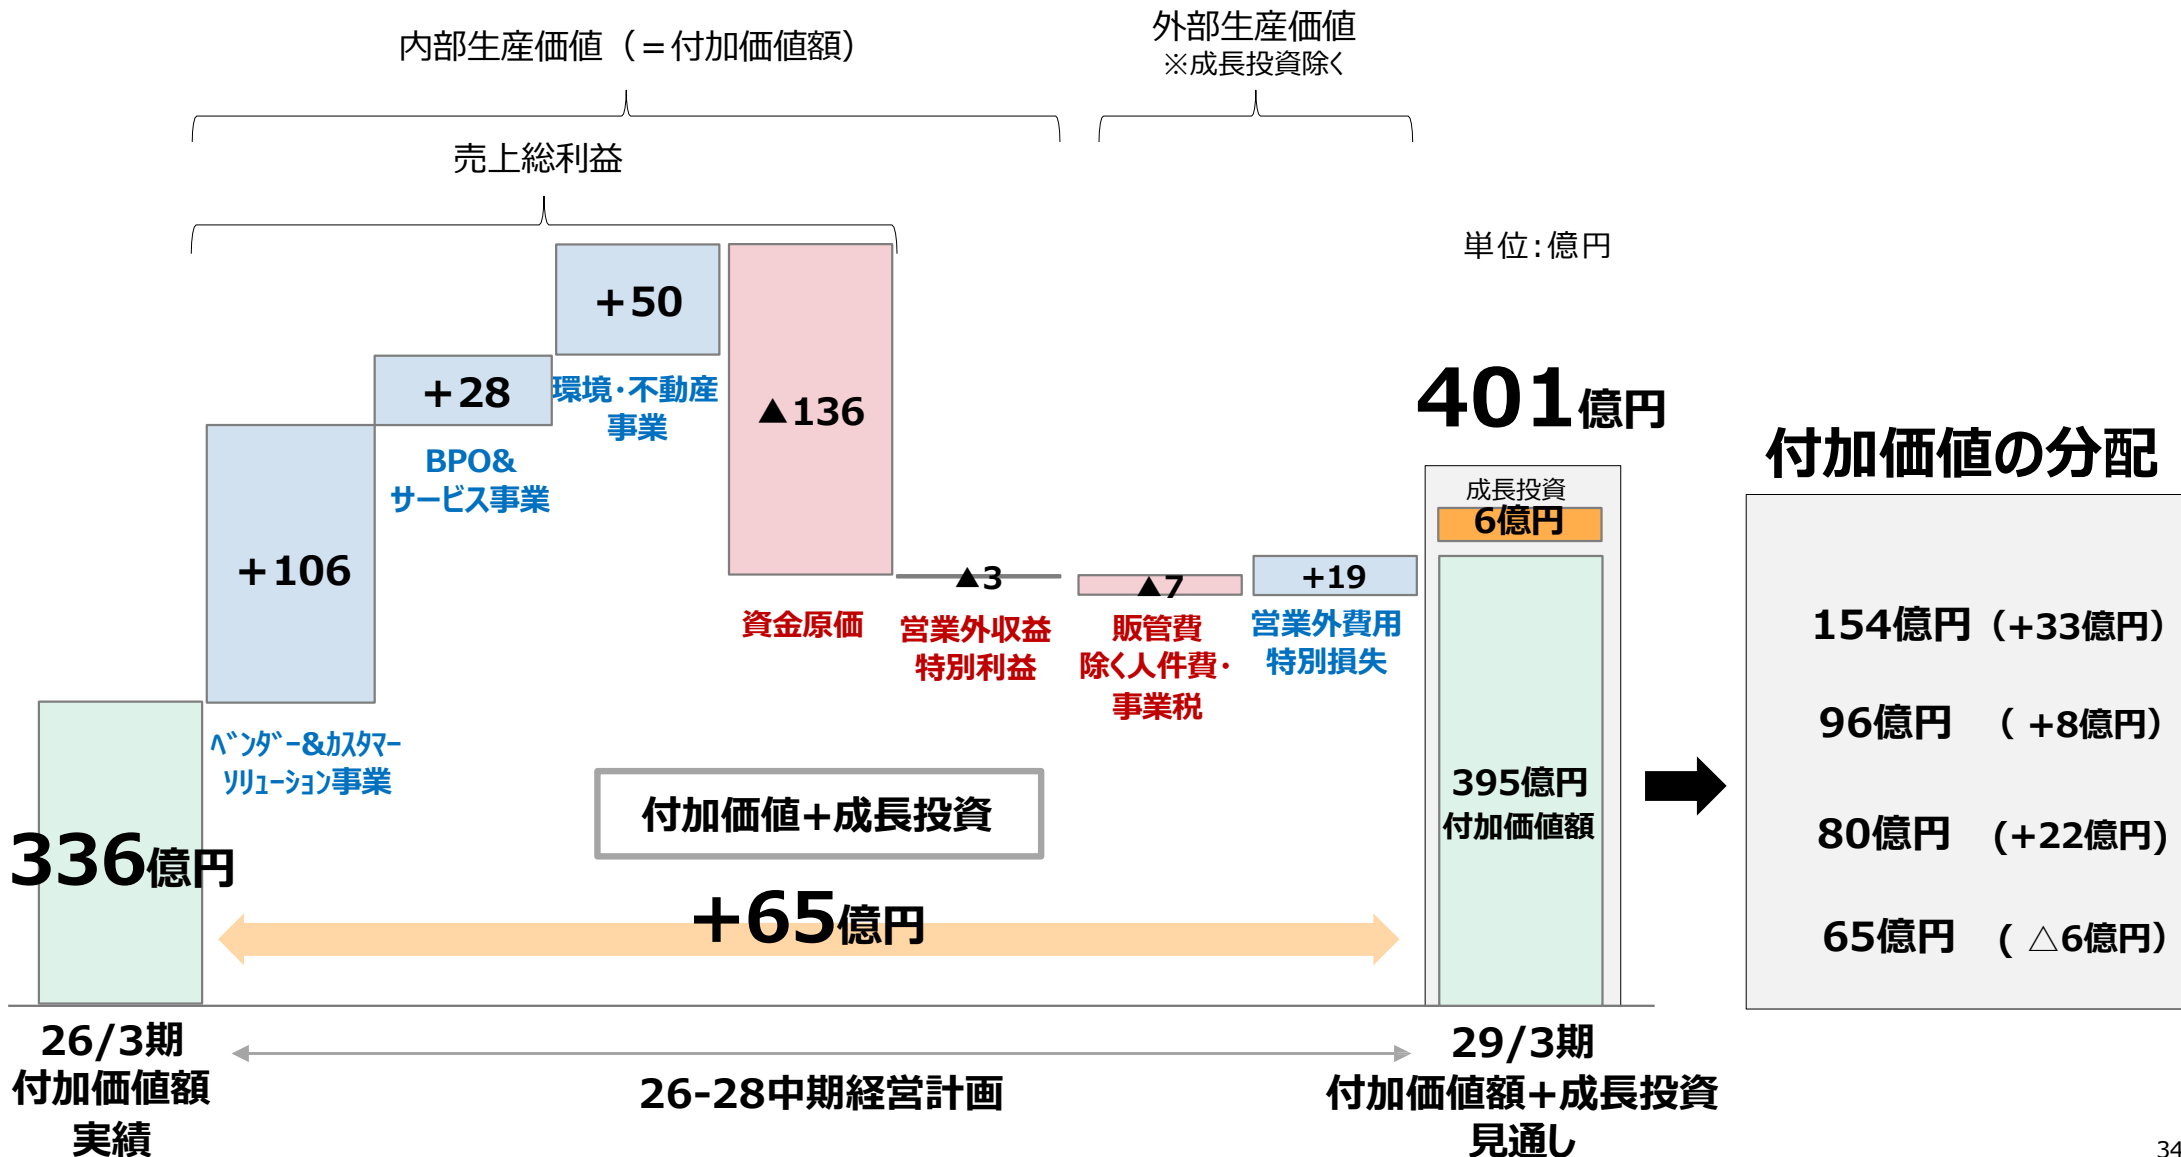 内部生産価値（＝付加価値額）
外部生産価値
※成長投資除く
売上総利益
単位：億円
＋50
＋28
▲136
環境・不動産
事業
401億円
付加価値の分配
BPO&
サービス事業
成長投資
6億円
＋106
▲3
▲7
+19
資金原価
営業外収益
特別利益
販管費
除く人件費・
事業税
営業外費用
特別損失
154億円（+33億円）
96億円 （ +8億円）
80億円 (+22億円)
65億円 ( △6億円）
ﾍﾞﾝﾀﾞｰ&ｶｽﾀﾏｰ
ｿﾘｭｰｼｮﾝ事業
付加価値+成長投資
395億円
付加価値額
336億円
+65億円
26/3期
付加価値額
実績
26-28中期経営計画
29/3期
付加価値額+成長投資
見通し
34